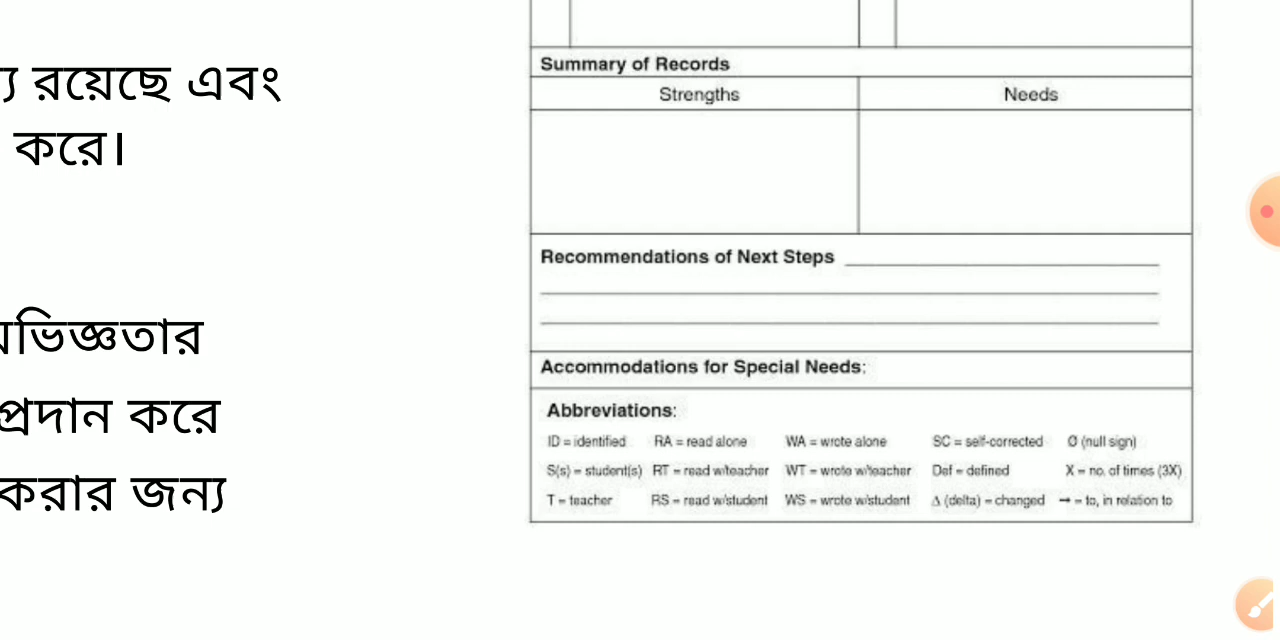 রয়েছে এবং
করে।
প্রদান করে
করার জন্য
Summary of Records
Strengths Needs
Recommendations of Next Steps
Accommodations for Special Needs:
Abbreviations:
ID = identified RA = read alone WA = wrote alone SC = self-corrected Ø (null sign)
S(s) = student(s) RT = read w/teacher WT = wrote w/teacher Def = defined X = no. of times (3X)
T = teacher RS = read w/student WS = wrote w/student Δ (delta) = changed → = to, in relation to